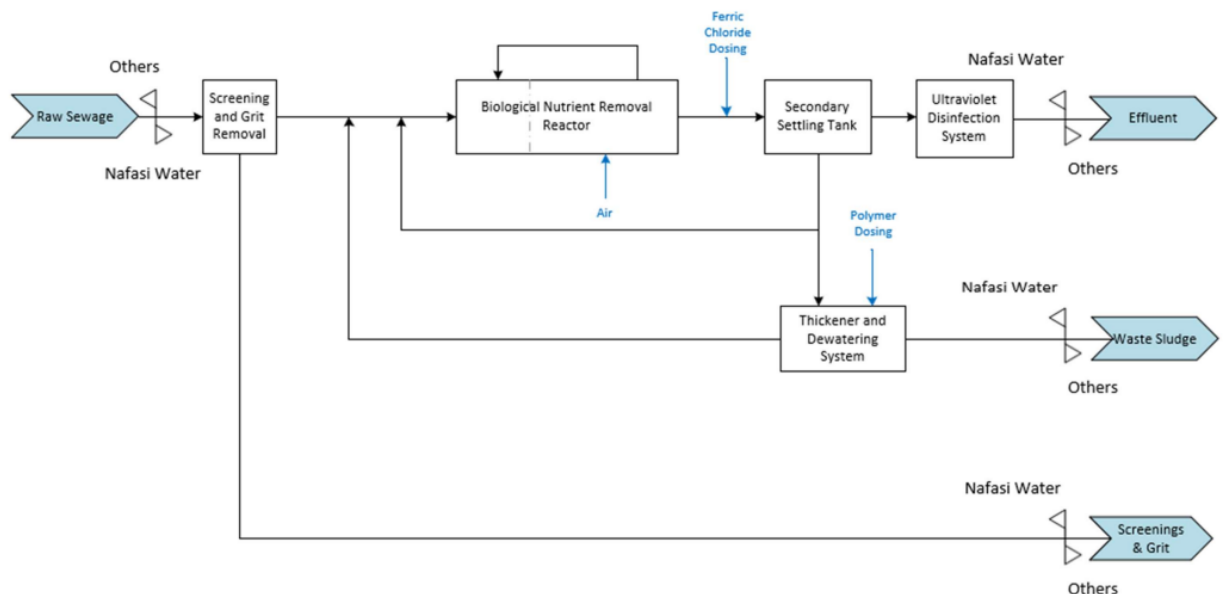 Ferric
Chloride
Dosing
Others
Nafasi Water
Raw Sewage
Screening
and Grit
Removal
Biological Nutrient Removal
Reactor
Secondary
Settling Tank
Ultraviolet
Disinfection
System
Effluent
Nafasi Water
Others
Air
Polymer
Dosing
Nafasi Water
Thickener and
Dewatering
System
Waste Sludge
Others
Nafasi Water
Screenings
& Grit
Others